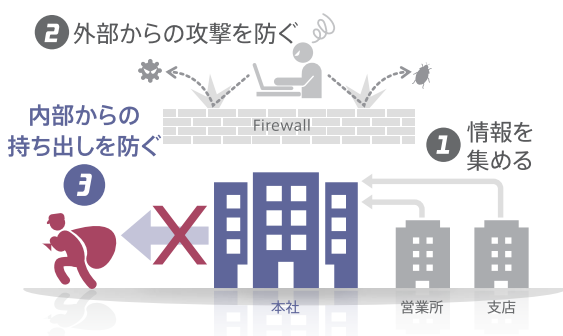 2 外部からの攻撃を防ぐ
Firewall
内部からの
持ち出しを防ぐ
3
1 情報を
集める
本社
営業所
支店